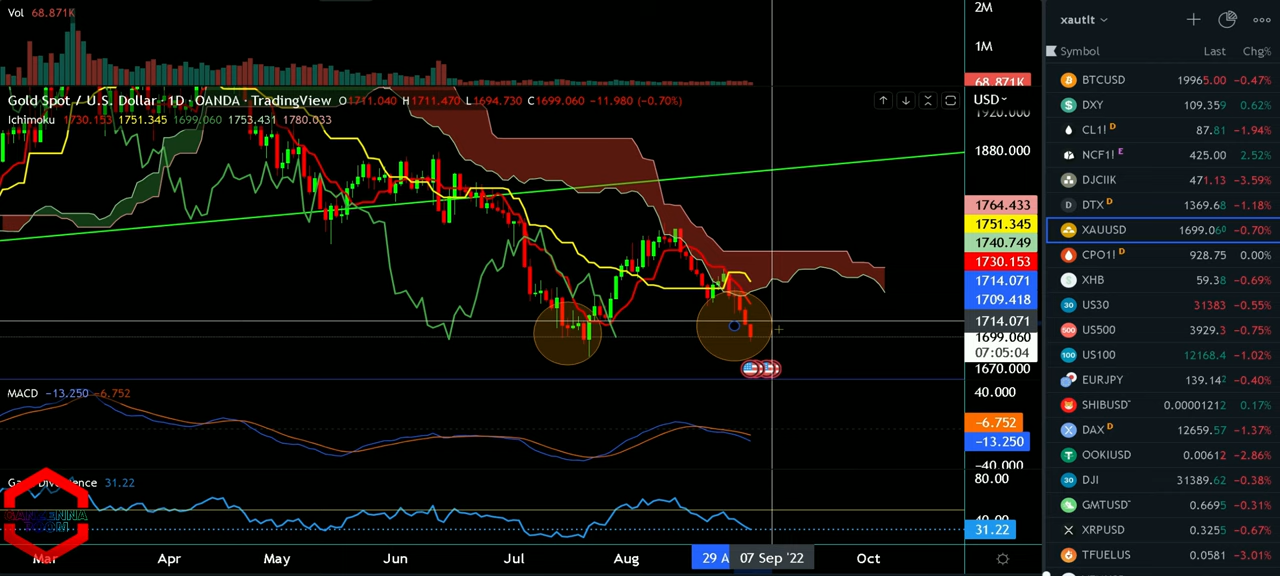 Vol 68.871K
Gold Spot / U.S. Dollar · 1D · OANDA · TradingView O1711.040 H1711.470 L1694.730 C1699.060 −11.980 (−0.70%)
Ichimoku 1730.153 1751.345 1699.060 1753.431 1780.033
2M
1M
68.871K
USD
1920.000
1880.000
1764.433
1751.345
1740.749
1730.153
1714.071
1709.418
1714.071
1699.060
07:05:04
1670.000
MACD −13.250 −6.752
40.000
−6.752
−13.250
−40.000
31.22
80.00
40.00
31.22
Mar Apr May Jun Jul Aug 29 A 07 Sep '22 Oct
xautlt
Symbol Last Chg%
BTCUSD 19965.00 −0.47%
DXY 109.359 0.62%
CL1! D 87.81 −1.94%
NCF1! E 425.00 2.52%
DJCIIK 471.13 −3.59%
D DTX D 1369.68 −1.18%
XAUUSD 1699.060 −0.70%
CPO1! D 928.75 0.00%
XHB 59.38 −0.69%
30 US30 31383 −0.55%
500 US500 3929.3 −0.75%
100 US100 12168.4 −1.02%
EURJPY 139.142 −0.40%
SHIBUSD 0.00001212 0.17%
DAX D 12659.57 −1.37%
OOKIUSD 0.00612 −2.86%
30 DJI 31389.62 −0.38%
GMTUSD 0.6695 −0.31%
XRPUSD 0.3255 −0.67%
TFUELUS 0.0581 −3.01%